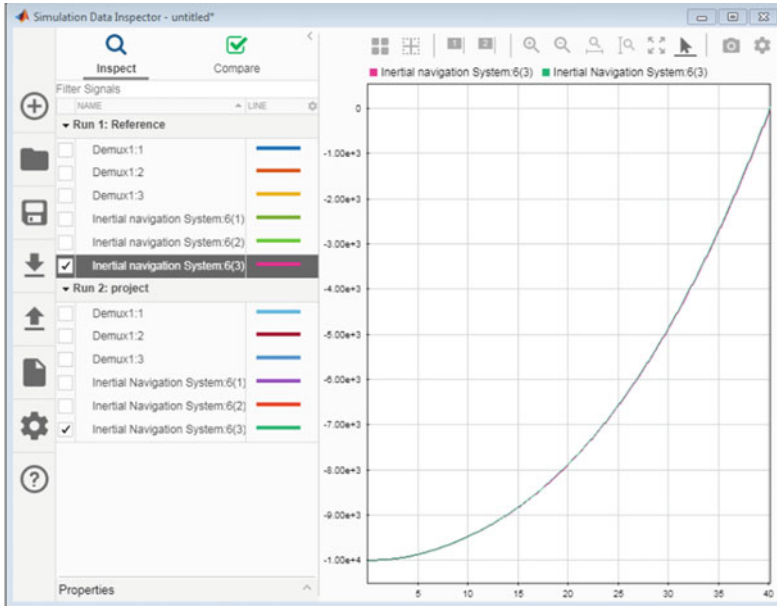 Simulation Data Inspector - untitled*
Inspect
Compare
Filter Signals
NAME
LINE
Run 1: Reference
Demux1:1
Demux1:2
Demux1:3
Inertial navigation System:6(1)
Inertial navigation System:6(2)
Inertial navigation System:6(3)
Run 2: project
Demux1:1
Demux1:2
Demux1:3
Inertial Navigation System:6(1)
Inertial Navigation System:6(2)
Inertial Navigation System:6(3)
Properties
1
2
Inertial navigation System:6(3) Inertial Navigation System:6(3)
0
-1.00e+3
-2.00e+3
-3.00e+3
-4.00e+3
-5.00e+3
-6.00e+3
-7.00e+3
-8.00e+3
-9.00e+3
-1.00e+4
5 10 15 20 25 30 35 40